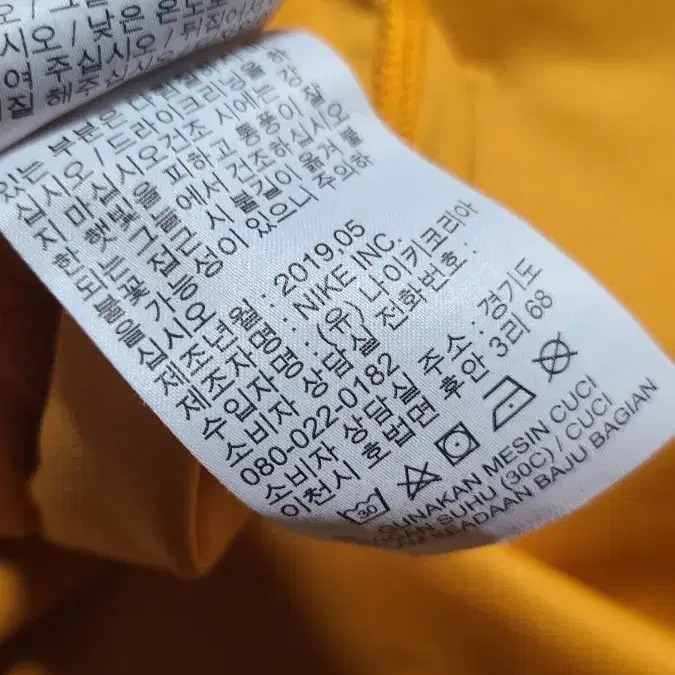 십시오 / 낮은 온도로
여 주십시오 / 뒤집어서
질 해주십시오
있는 부분은 다림질하
십시오 / 드라이크리닝을 하
지 마십시오건조 시에는 강
한 햇빛을 피하고 통풍이 잘
되는 그늘에서 건조하십시오
불꽃 접근 시 불길이 옮겨 붙
을 가능성이 있으니 주의하
십시오
제조년월 : 2019.05
제조자명 : NIKE INC.
수입자명 : (유) 나이키코리아
소비자 상담실 전화번호 :
080-022-0182
소비자 상담실 주소 : 경기도
이천시 호법면 후안 3리 68
30
GUNAKAN MESIN CUCI
SUHU (30C) / CUCI
KEADAAN BAJU BAGIAN